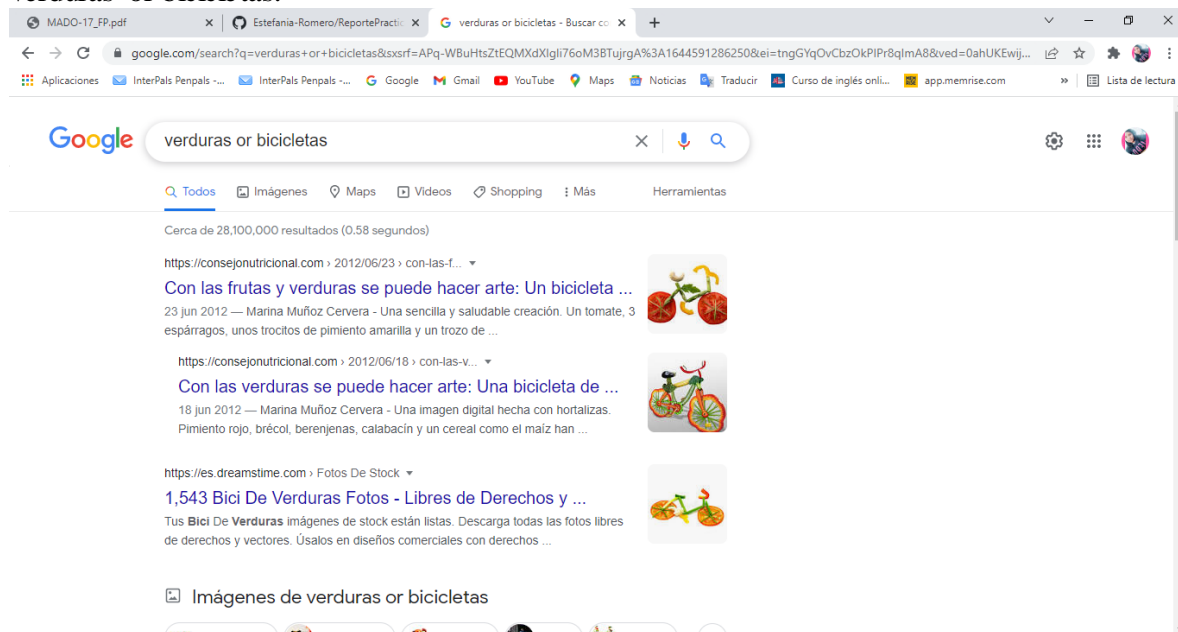 verduras or bicicletas.
MADO-17_FP.pdf
Estefania-Romero/ReportePractic
verduras or bicicletas - Buscar co
google.com/search?q=verduras+or+bicicletas&sxsrf=APq-WBuHtsZtEQMXdXlgli76oM3BTujrgA%3A1644591286250&ei=tngGYqOvCbzOkPIPr8qImA8&ved=0ahUKEwij...
Aplicaciones
InterPals Penpals -...
InterPals Penpals -...
Google
Gmail
YouTube
Maps
Noticias
Traducir
Curso de inglés onli...
app.memrise.com
»
Lista de lectura
Google
verduras or bicicletas
Todos
Imágenes
Maps
Videos
Shopping
Más
Herramientas
Cerca de 28,100,000 resultados (0.58 segundos)
https://consejonutricional.com › 2012/06/23 › con-las-f...
Con las frutas y verduras se puede hacer arte: Un bicicleta ...
23 jun 2012 — Marina Muñoz Cervera - Una sencilla y saludable creación. Un tomate, 3
espárragos, unos trocitos de pimiento amarilla y un trozo de ...
https://consejonutricional.com › 2012/06/18 › con-las-v...
Con las verduras se puede hacer arte: Una bicicleta de ...
18 jun 2012 — Marina Muñoz Cervera - Una imagen digital hecha con hortalizas.
Pimiento rojo, brécol, berenjenas, calabacín y un cereal como el maíz han ...
https://es.dreamstime.com › Fotos De Stock
1,543 Bici De Verduras Fotos - Libres de Derechos y ...
Tus Bici De Verduras imágenes de stock están listas. Descarga todas las fotos libres
de derechos y vectores. Úsalos en diseños comerciales con derechos ...
Imágenes de verduras or bicicletas